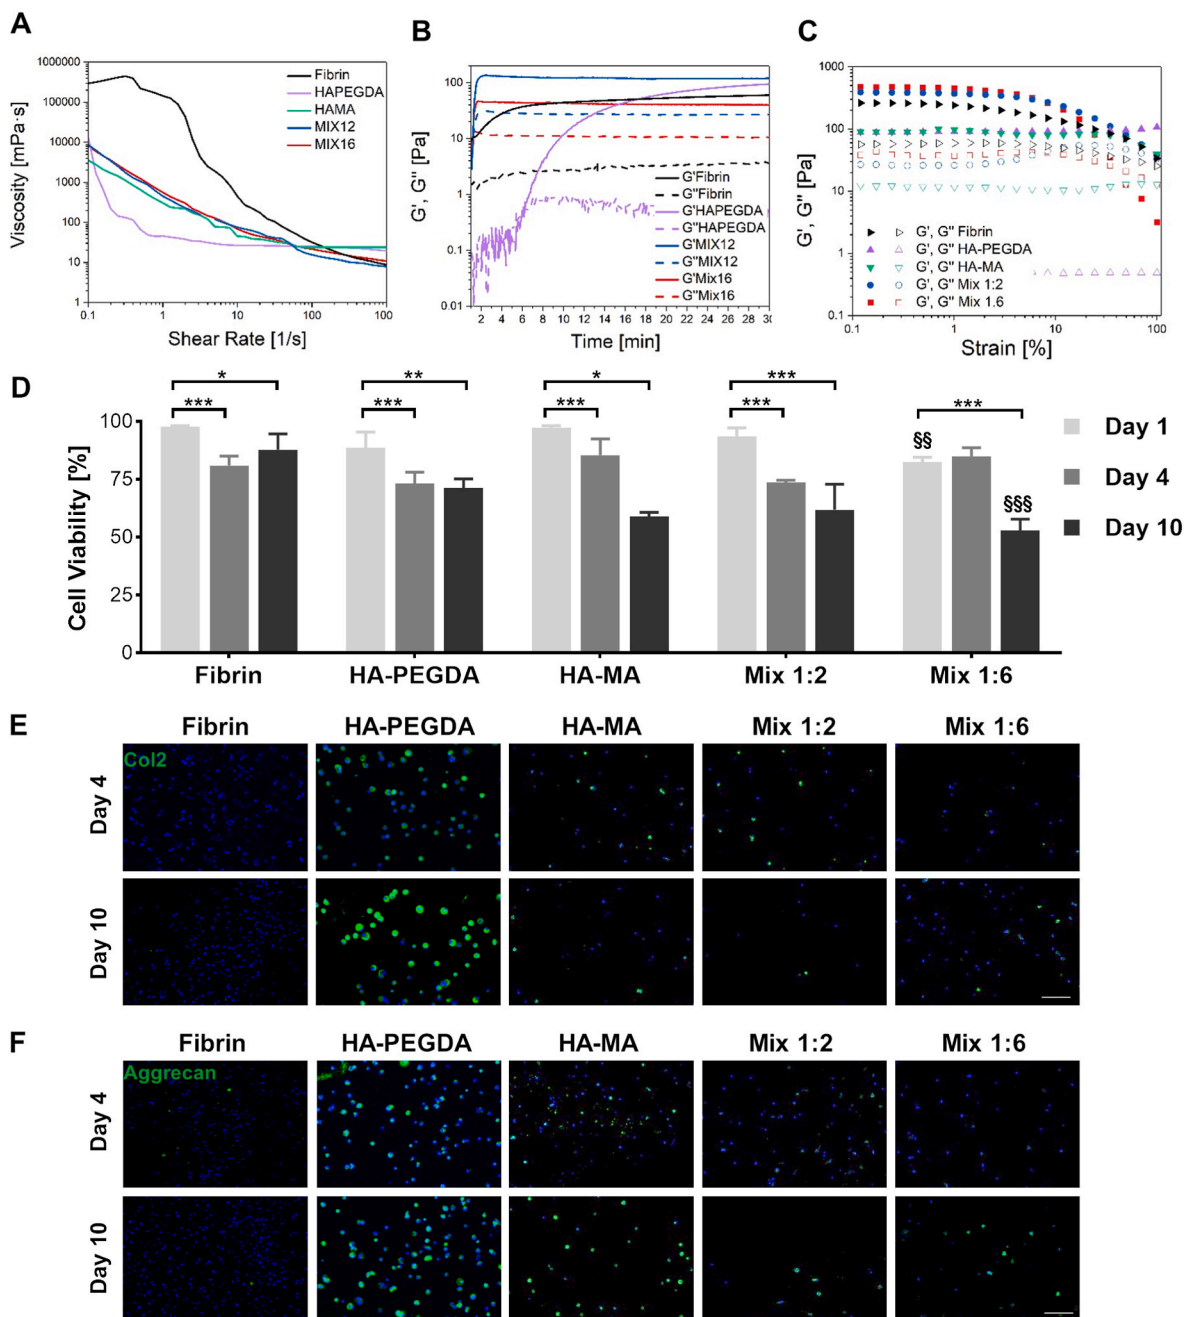 A
B
C
1000000
100000
10000
1000
100
10
1
0.1
1
10
100
Viscosity [mPa·s]
Shear Rate [1/s]
Fibrin
HAPEGDA
HAMA
MIX12
MIX16
100
10
1
0.1
0.01
2 4 6 8 10 12 14 16 18 20 22 24 26 28 30
G', G'' [Pa]
Time [min]
G'Fibrin
G''Fibrin
G'HAPEGDA
G''HAPEGDA
G'MIX12
G''MIX12
G'Mix16
G''Mix16
1000
100
10
1
0.1
0.1
1
10
100
G', G'' [Pa]
Strain [%]
G', G'' Fibrin
G', G'' HA-PEGDA
G', G'' HA-MA
G', G'' Mix 1:2
G', G'' Mix 1.6
D
100
75
50
25
0
Cell Viability [%]
*
***
**
***
*
***
***
***
***
§§
§§§
Fibrin
HA-PEGDA
HA-MA
Mix 1:2
Mix 1:6
Day 1
Day 4
Day 10
E
Fibrin
HA-PEGDA
HA-MA
Mix 1:2
Mix 1:6
Day 4
Col2
Day 10
F
Fibrin
HA-PEGDA
HA-MA
Mix 1:2
Mix 1:6
Day 4
Aggrecan
Day 10